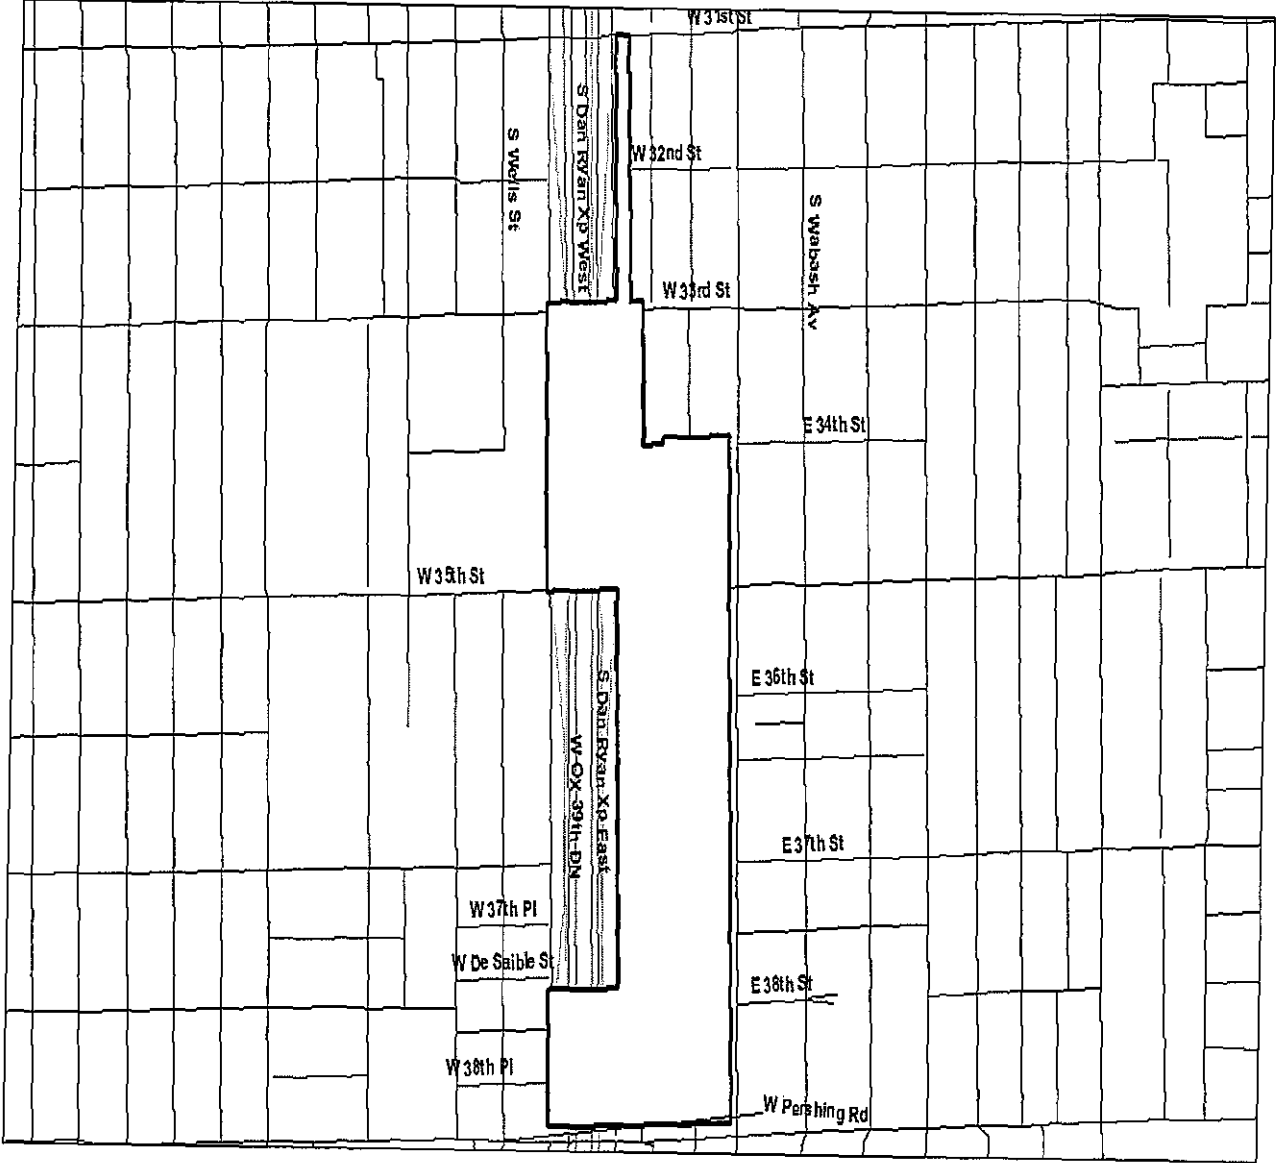 W 31st St
S Dan Ryan Xp West
S Wells St
W 32nd St
S Wabash Av
W 33rd St
E 34th St
W 35th St
E 36th St
S Dan Ryan Xp East
W OX 39th DN
E 37th St
W 37th Pl
W De Saible St
E 38th St
W 38th Pl
W Pershing Rd